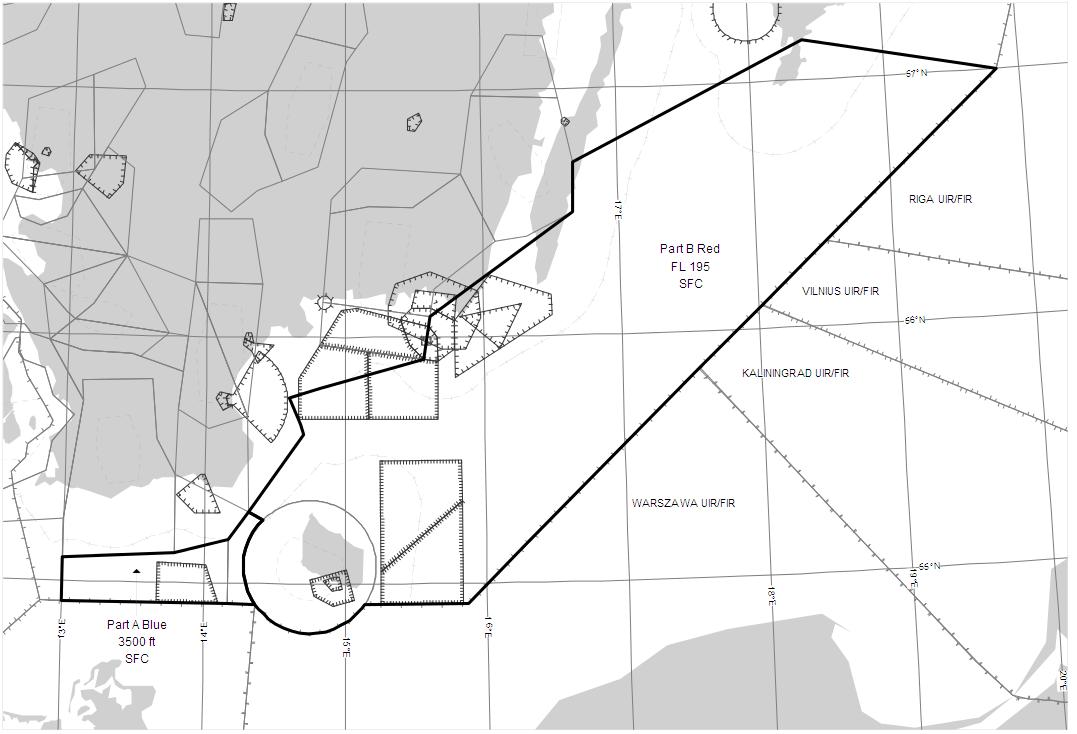 57°N
RIGA UIR/FIR
17°E
Part B Red
FL 195
SFC
VILNIUS UIR/FIR
56°N
KALININGRAD UIR/FIR
WARSZAWA UIR/FIR
55°N
19°E
18°E
13°E
14°E
16°E
15°E
Part A Blue
3500 ft
SFC
20°E